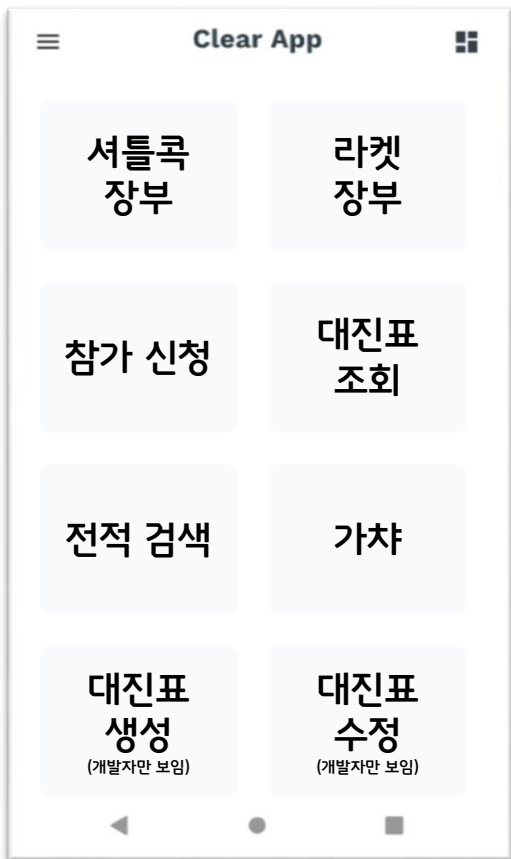 Clear App
셔틀콕
장부
라켓
장부
참가 신청
대진표
조회
전적 검색
가챠
대진표
생성
(개발자만 보임)
대진표
수정
(개발자만 보임)